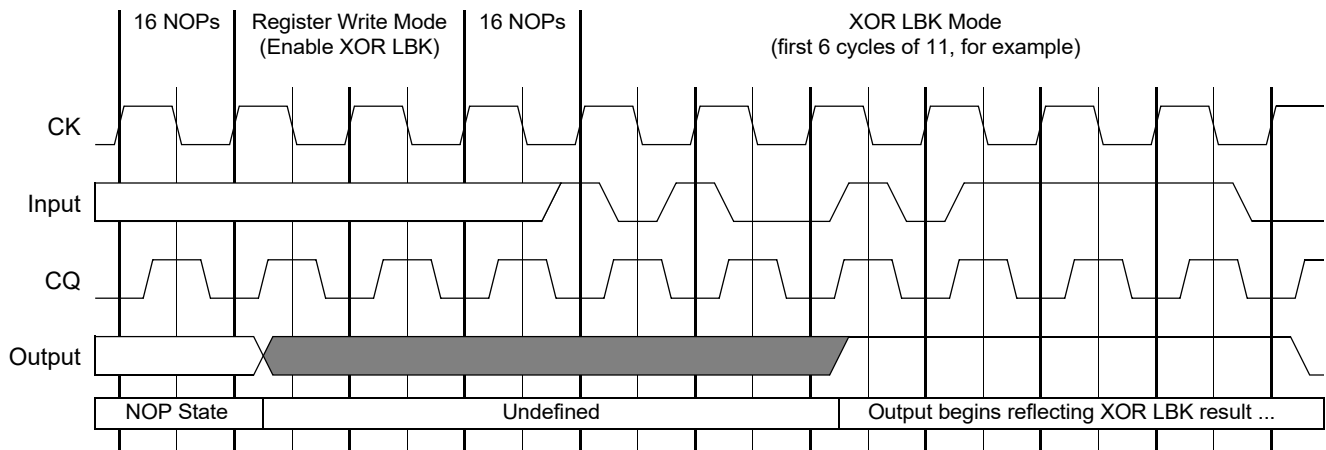 16 NOPs
Register Write Mode
(Enable XOR LBK)
16 NOPs
XOR LBK Mode
(first 6 cycles of 11, for example)
CK
Input
CQ
Output
NOP State
Undefined
Output begins reflecting XOR LBK result ...